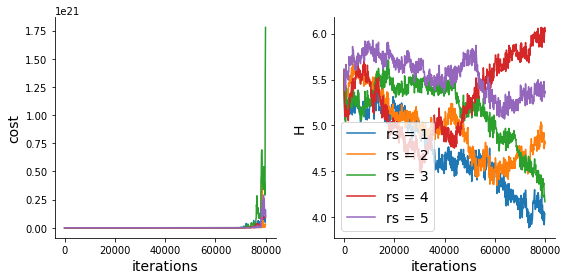 1e21
1.75
1.50
1.25
1.00
0.75
0.50
0.25
0.00
cost
0 20000 40000 60000 80000
iterations
6.0
5.5
5.0
4.5
4.0
H
rs = 1
rs = 2
rs = 3
rs = 4
rs = 5
0 20000 40000 60000 80000
iterations